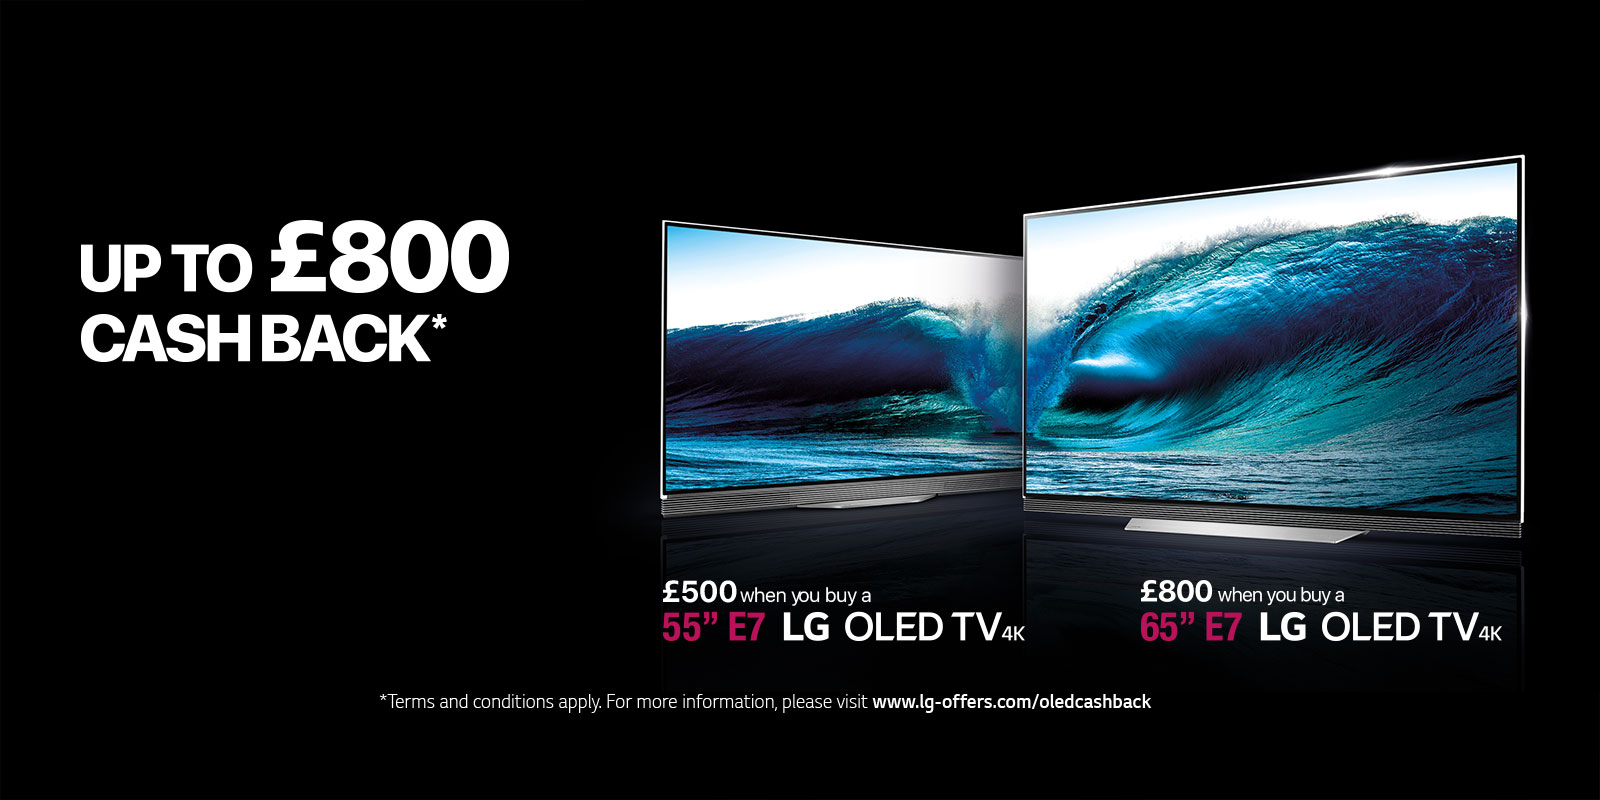 UP TO £800
CASH BACK*
£500 when you buy a
55” E7 LG OLED TV4K
£800 when you buy a
65” E7 LG OLED TV4K
*Terms and conditions apply. For more information, please visit www.lg-offers.com/oledcashback